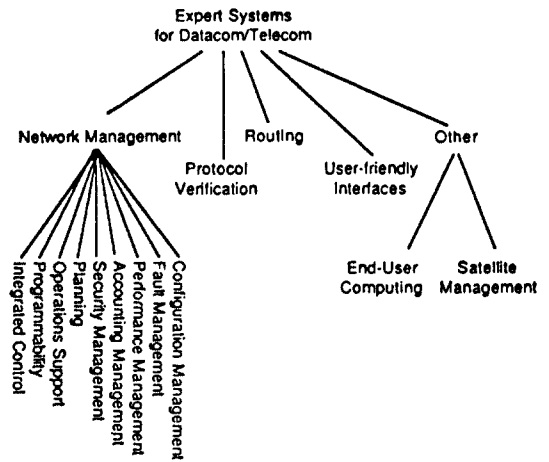 Expert Systems
for Datacom/Telecom
Network Management
Protocol
Verification
Routing
User-friendly
Interfaces
Other
Integrated Control
Programmability
Operations Support
Planning
Security Management
Accounting Management
Performance Management
Fault Management
Configuration Management
End-User
Computing
Satellite
Management